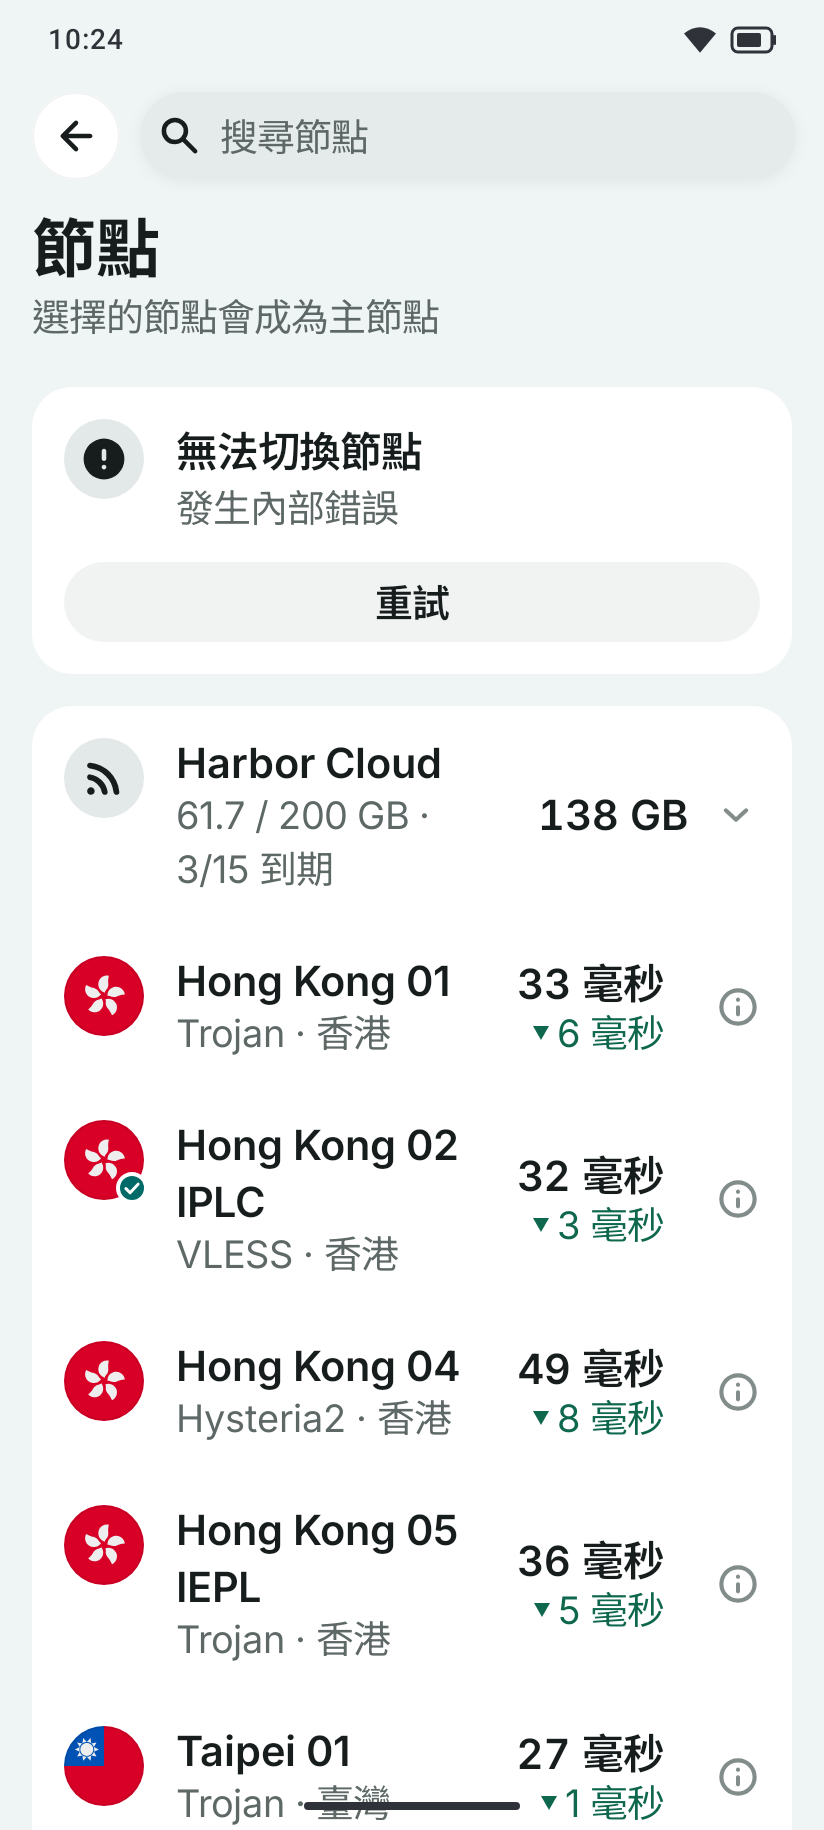 10:24
搜尋節點
節點
選擇的節點會成為主節點
無法切換節點
發生內部錯誤
重試
Harbor Cloud
61.7 / 200 GB ·
3/15 到期
138 GB
Hong Kong 01
Trojan · 香港
33 毫秒
▼6 毫秒
Hong Kong 02
IPLC
VLESS · 香港
32 毫秒
▼3 毫秒
Hong Kong 04
Hysteria2 · 香港
49 毫秒
▼8 毫秒
Hong Kong 05
IEPL
Trojan · 香港
36 毫秒
▼5 毫秒
Taipei 01
Trojan · 臺灣
27 毫秒
▼1 毫秒